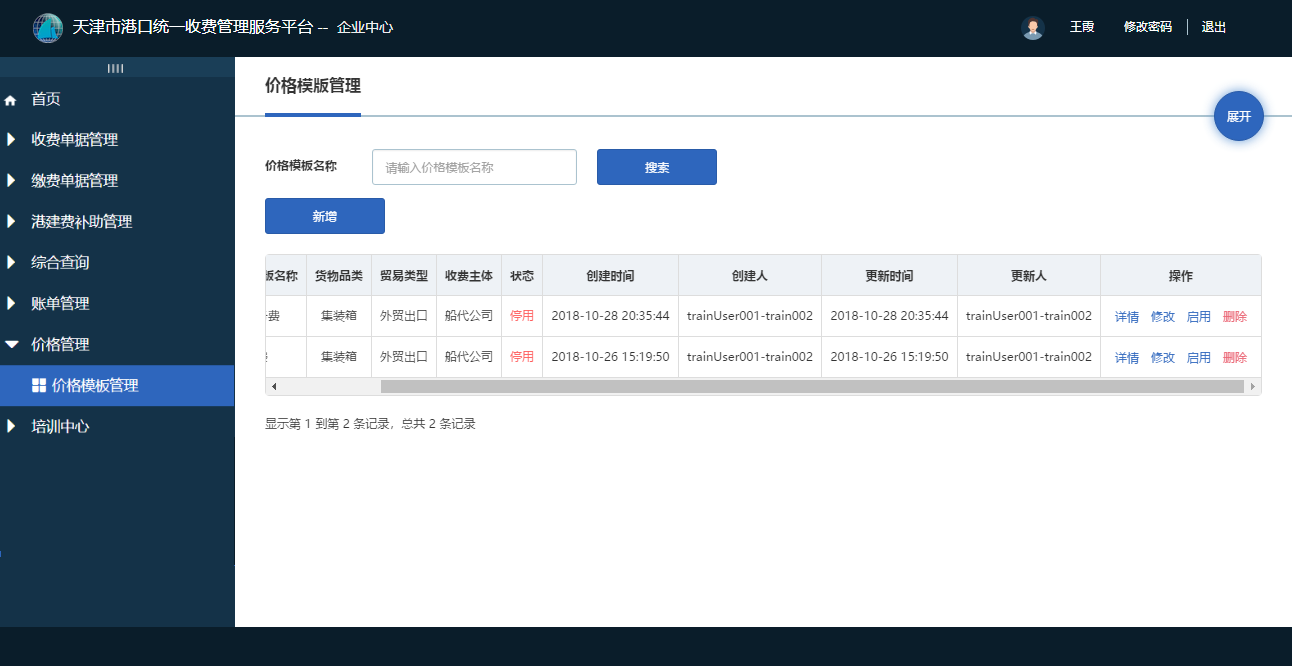 天津市港口统一收费管理服务平台 -- 企业中心
王霞 修改密码 退出
首页
收费单据管理
缴费单据管理
港建费补助管理
综合查询
账单管理
价格管理
价格模板管理
培训中心
价格模版管理
展开
价格模板名称 请输入价格模板名称 搜索
新增
名称 货物品类 贸易类型 收费主体 状态 创建时间 创建人 更新时间 更新人 操作
费 集装箱 外贸出口 船代公司 停用 2018-10-28 20:35:44 trainUser001-train002 2018-10-28 20:35:44 trainUser001-train002 详情 修改 启用 删除
集装箱 外贸出口 船代公司 停用 2018-10-26 15:19:50 trainUser001-train002 2018-10-26 15:19:50 trainUser001-train002 详情 修改 启用 删除
显示第 1 到第 2 条记录，总共 2 条记录